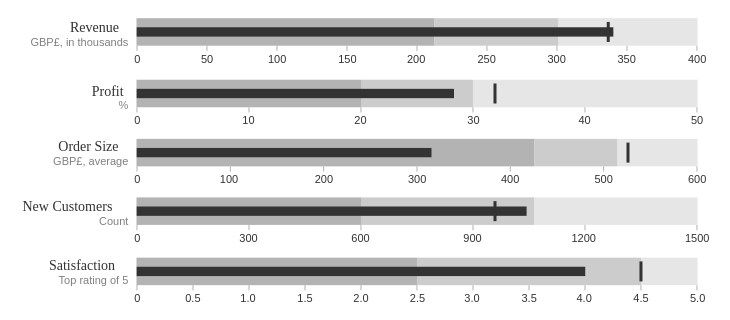 Revenue
GBP£, in thousands
0 50 100 150 200 250 300 350 400
Profit
%
0 10 20 30 40 50
Order Size
GBP£, average
0 100 200 300 400 500 600
New Customers
Count
0 300 600 900 1200 1500
Satisfaction
Top rating of 5
0 0.5 1.0 1.5 2.0 2.5 3.0 3.5 4.0 4.5 5.0